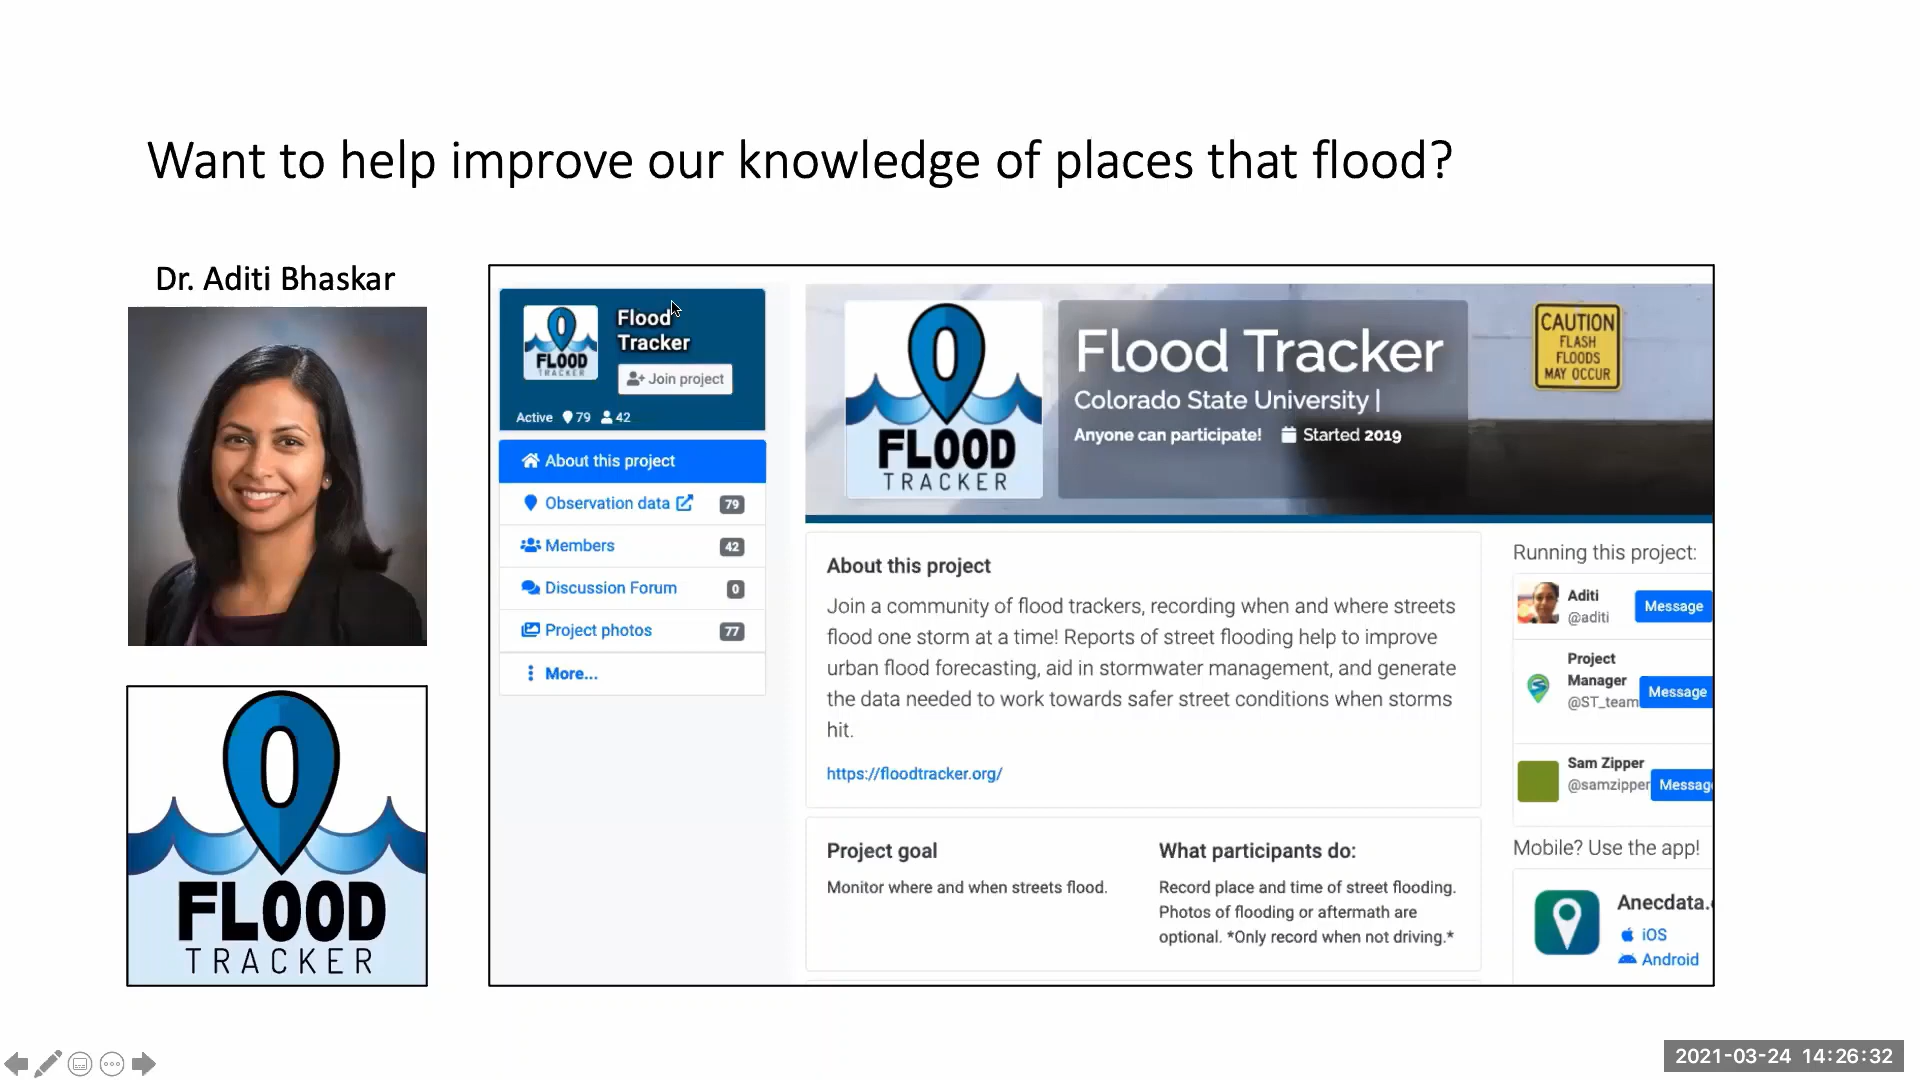 Want to help improve our knowledge of places that flood?
Dr. Aditi Bhaskar
FLOOD
TRACKER
FLOOD
TRACKER
Flood
Tracker
Join project
Active 79 42
About this project
Observation data 79
Members 42
Discussion Forum 0
Project photos 77
More...
FLOOD
TRACKER
Flood Tracker
Colorado State University |
Anyone can participate! Started 2019
CAUTION
FLASH
FLOODS
MAY OCCUR
About this project
Join a community of flood trackers, recording when and where streets
flood one storm at a time! Reports of street flooding help to improve
urban flood forecasting, aid in stormwater management, and generate
the data needed to work towards safer street conditions when storms
hit.
https://floodtracker.org/
Project goal
Monitor where and when streets flood.
What participants do:
Record place and time of street flooding.
Photos of flooding or aftermath are
optional. *Only record when not driving.*
Running this project:
Aditi
@aditi
Message
Project
Manager
@ST_team
Message
Sam Zipper
@samzipper
Messag
Mobile? Use the app!
Anecdata.
iOS
Android
2021-03-24 14:26:32